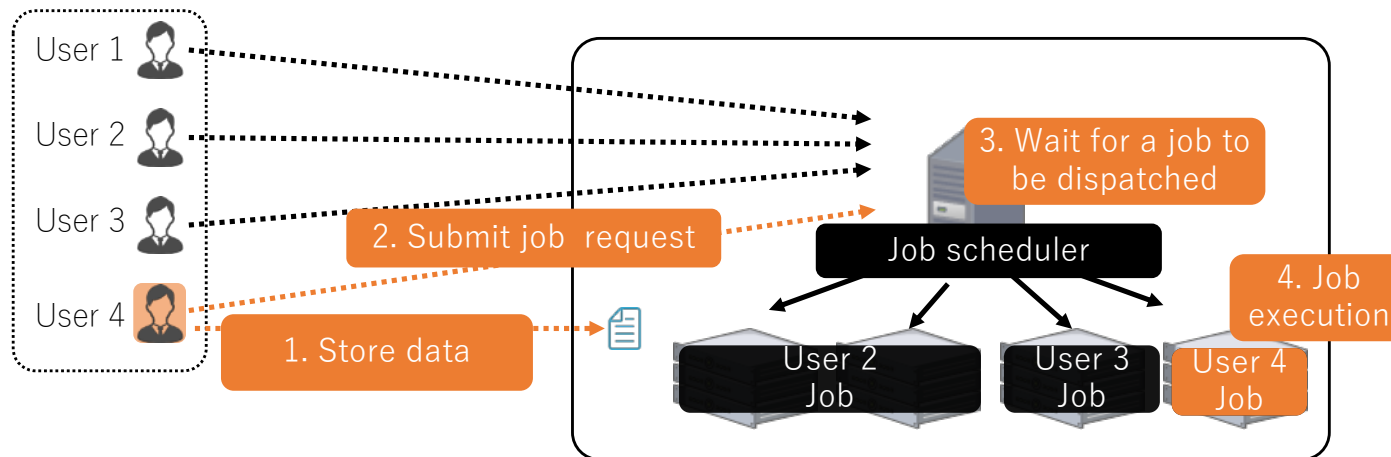 User 1
User 2
User 3
User 4
1. Store data
2. Submit job request
3. Wait for a job to
be dispatched
Job scheduler
4. Job
execution
User 2
Job
User 3
Job
User 4
Job